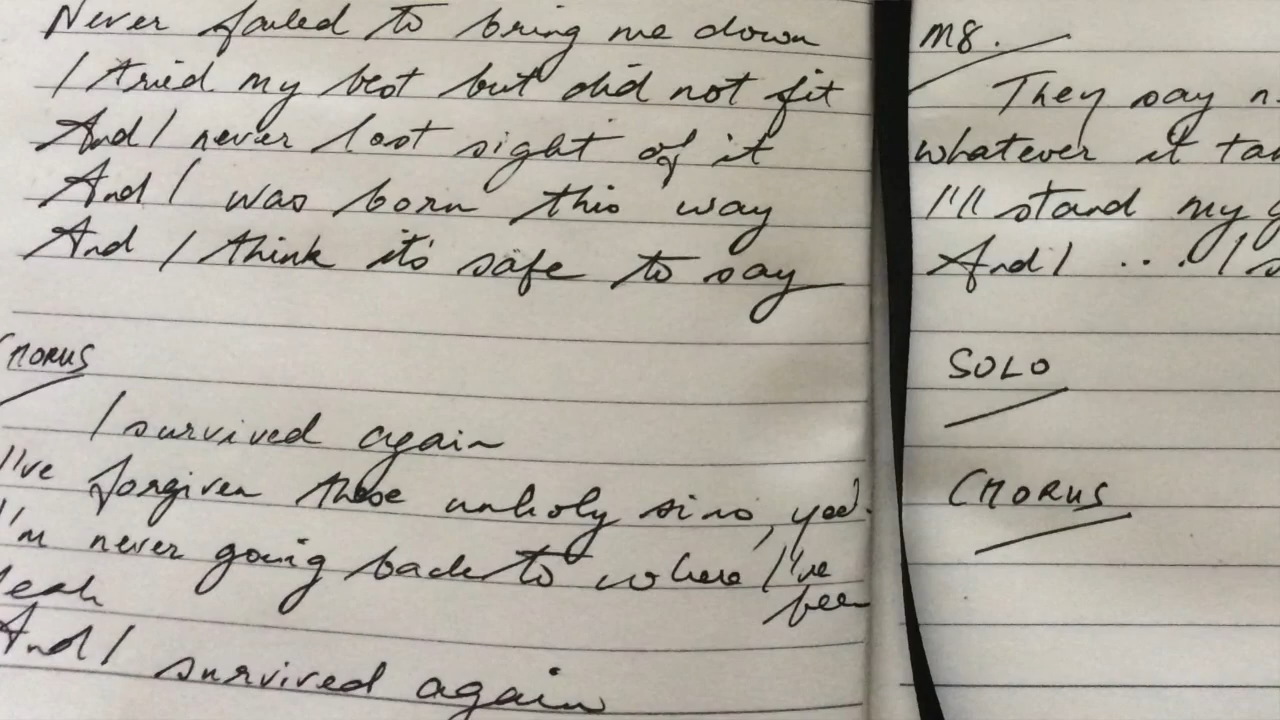 Never failed to bring me down
I tried my best but did not fit
And I never lost sight of it
And I was born this way
And I think it's safe to say
CHORUS
I survived again
I've forgiven these unholy sins,
I'm never going back to where I've
been
And I survived again
M8.
They say
whatever it
I'll stand my
And I ... I
SOLO
CHORUS